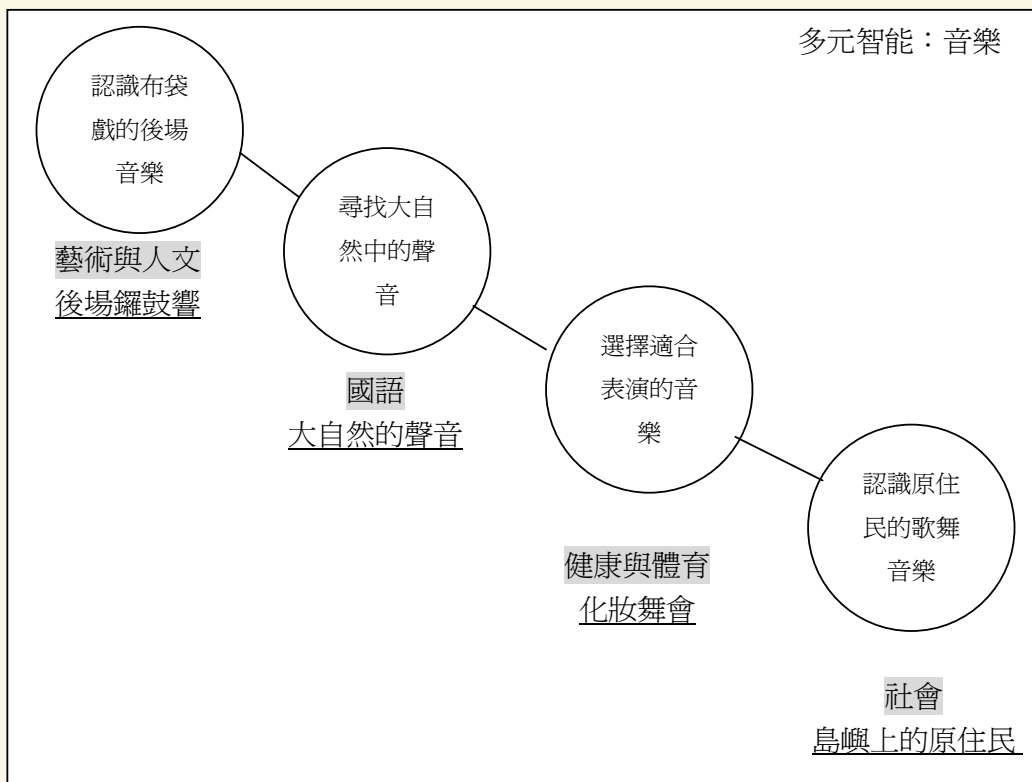 多元智能：音樂
認識布袋
戲的後場
音樂
藝術與人文
後場鑼鼓響
尋找大自
然中的聲
音
國語
大自然的聲音
選擇適合
表演的音
樂
健康與體育
化妝舞會
認識原住
民的歌舞
音樂
社會
島嶼上的原住民